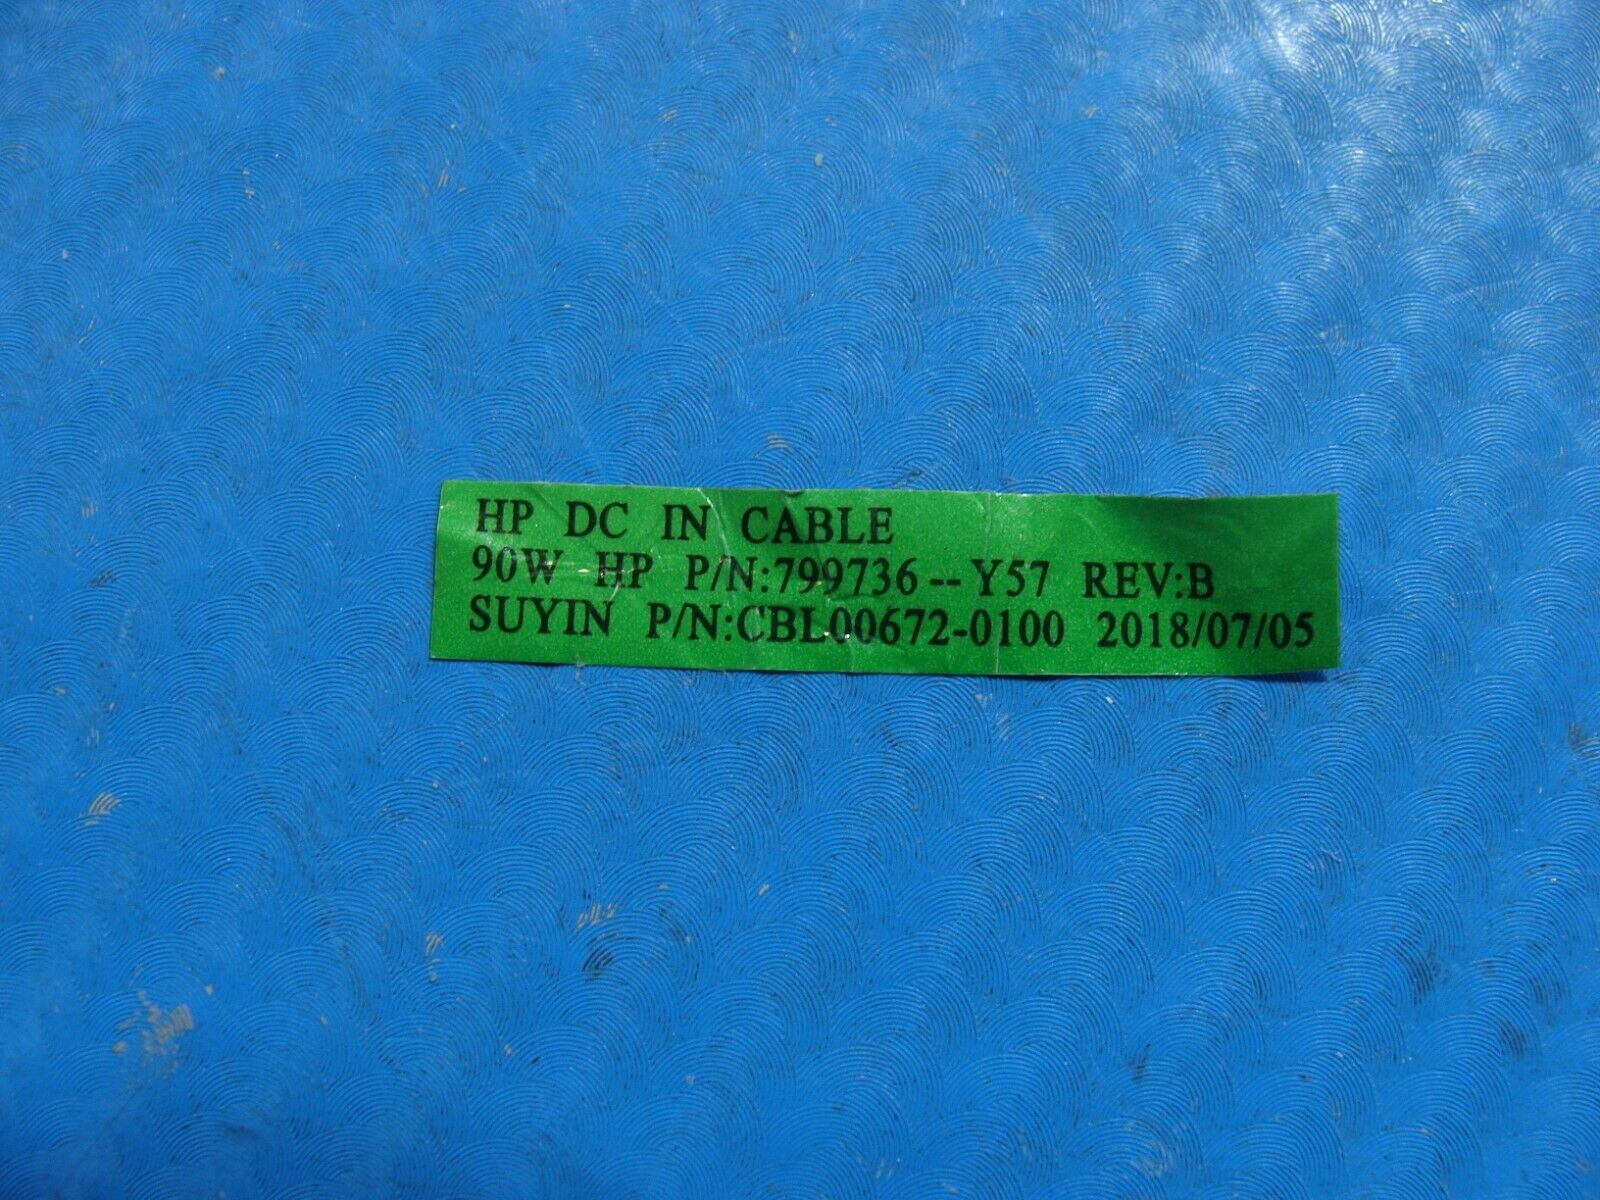 HP DC IN CABLE
90W HP P/N:799736--Y57 REV:B
SUYIN P/N:CBL00672-0100 2018/07/05